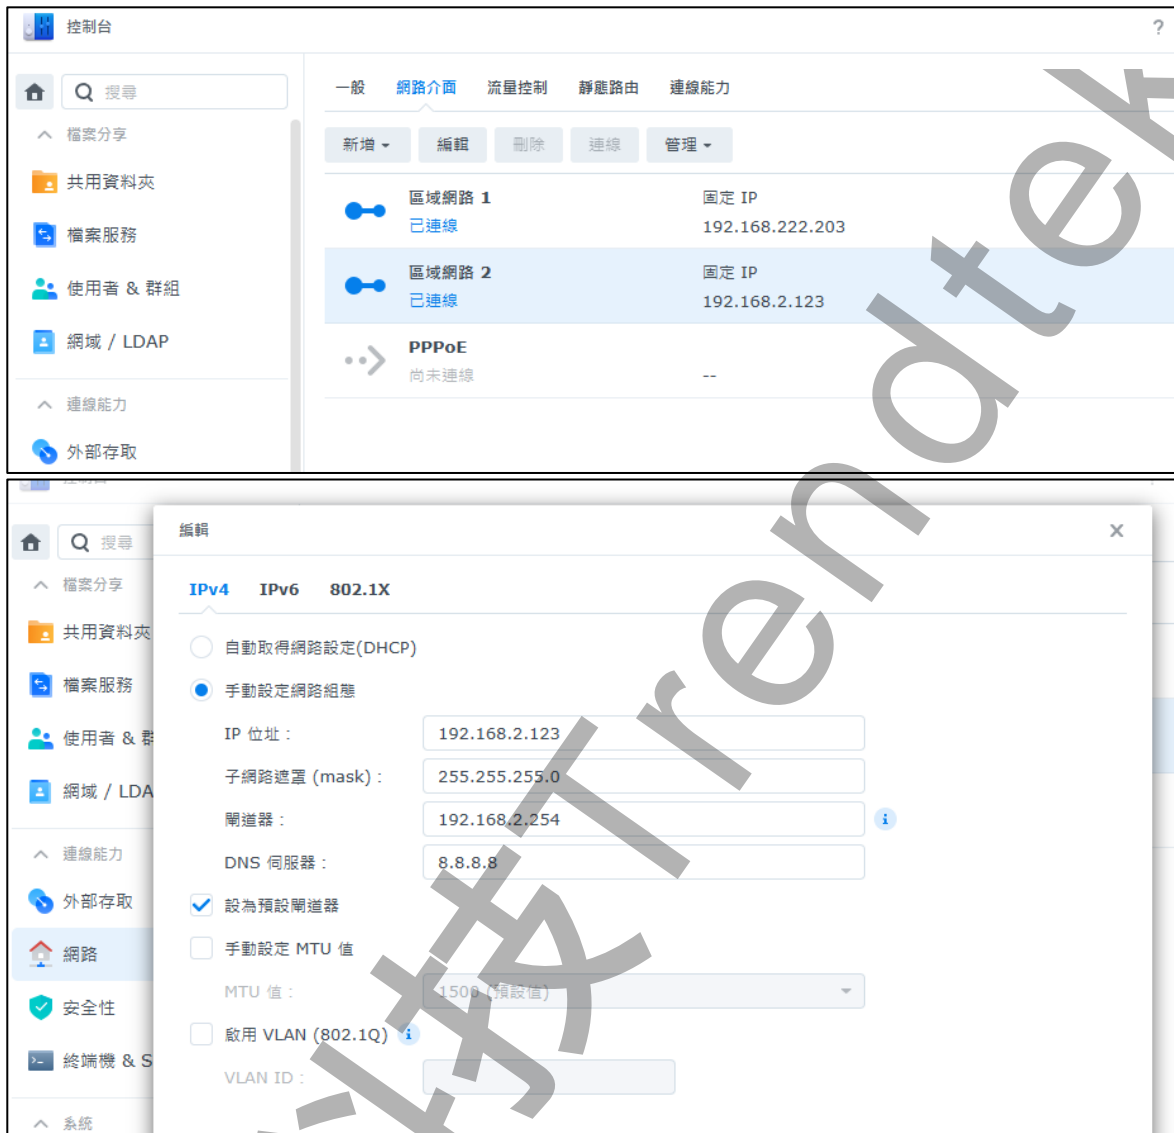 控制台
?
搜尋
一般 網路介面 流量控制 靜態路由 連線能力
檔案分享
新增 編輯 刪除 連線 管理
共用資料夾
區域網路 1 固定 IP
已連線 192.168.222.203
檔案服務
區域網路 2 固定 IP
已連線 192.168.2.123
使用者 & 群組
網域 / LDAP
PPPoE
尚未連線 --
連線能力
外部存取
編輯 X
搜尋
檔案分享
IPv4 IPv6 802.1X
共用資料夾
自動取得網路設定(DHCP)
檔案服務
手動設定網路組態
使用者 & 群
IP 位址 : 192.168.2.123
子網路遮罩 (mask) : 255.255.255.0
網域 / LDA
閘道器 : 192.168.2.254
連線能力
DNS 伺服器 : 8.8.8.8
外部存取
設為預設閘道器
網路
手動設定 MTU 值
MTU 值 : 1500 (預設值)
安全性
啟用 VLAN (802.1Q)
終端機 & S
VLAN ID :
系統
技Trendtek